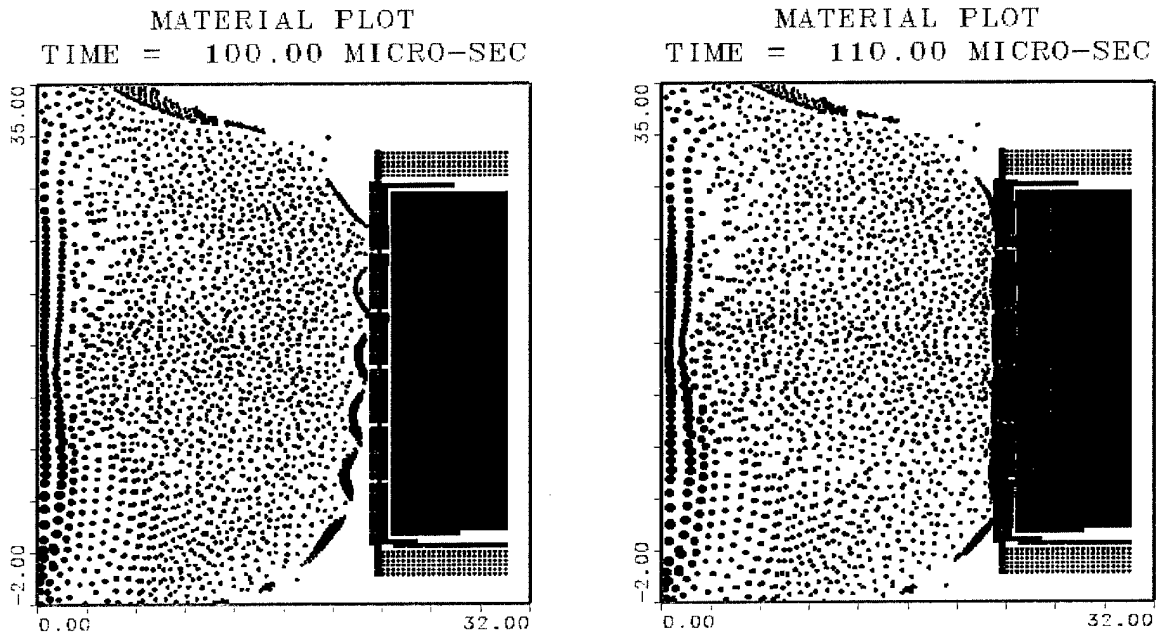 MATERIAL PLOT
TIME = 100.00 MICRO-SEC
35.00
-2.00
0.00
32.00
MATERIAL PLOT
TIME = 110.00 MICRO-SEC
35.00
-2.00
0.00
32.00